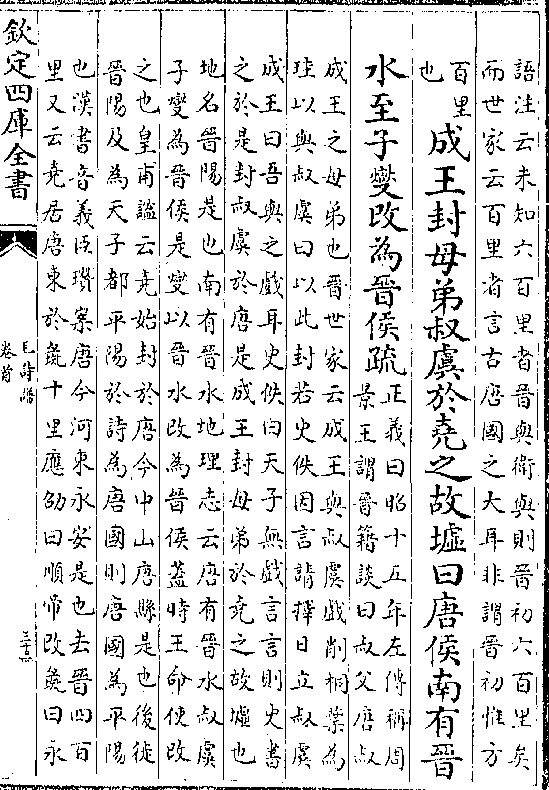 語注云未知六百里者晉與衛與則晉初六百里矣
而世家云百里者言古唐國之大耳非謂晉初惟方
百里
也
成王封母弟叔虞於堯之故墟曰唐侯南有晉
水至子燮改為晉侯疏
正義曰昭十五年左傳稱周
景王謂晉籍談曰叔父唐叔
成王之母弟也晉世家云成王與叔虞戲削桐葉為
珪以與叔虞曰以此封若史佚因言請擇日立叔虞
成王曰吾與之戲耳史佚曰天子無戲言言則史書
之於是封叔虞於唐是成王封母弟於堯之故墟也
地名晉陽是也南有晉水地理志云唐有晉水叔虞
子燮為晉侯是燮以晉水改為晉侯蓋時王命使改
之也皇甫謐云堯始封於唐今中山唐縣是也後徙
晉陽及為天子都平陽於詩為唐國則唐國為平陽
也漢書音義臣瓚案唐今河東永安是也去晉四百
里又云堯居唐東於彘十里應劭曰順帝改彘曰永
欽定四庫全書
毛詩譜
卷首